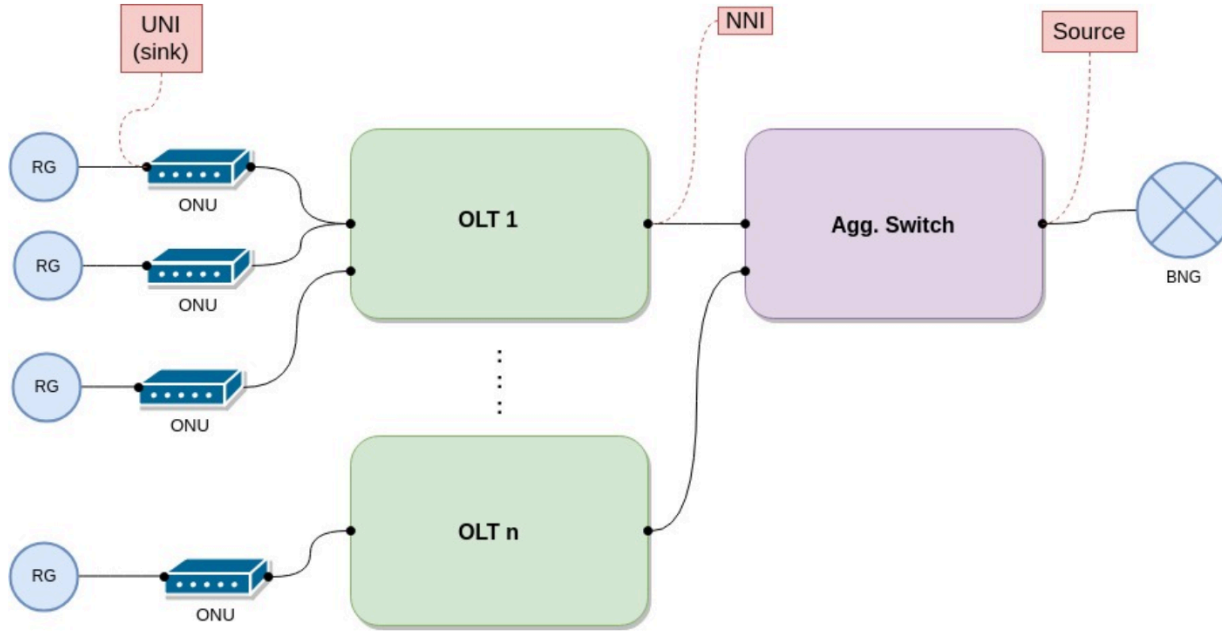 UNI
(sink)
NNI
Source
RG
ONU
OLT 1
Agg. Switch
BNG
RG
ONU
RG
ONU
OLT n
RG
ONU